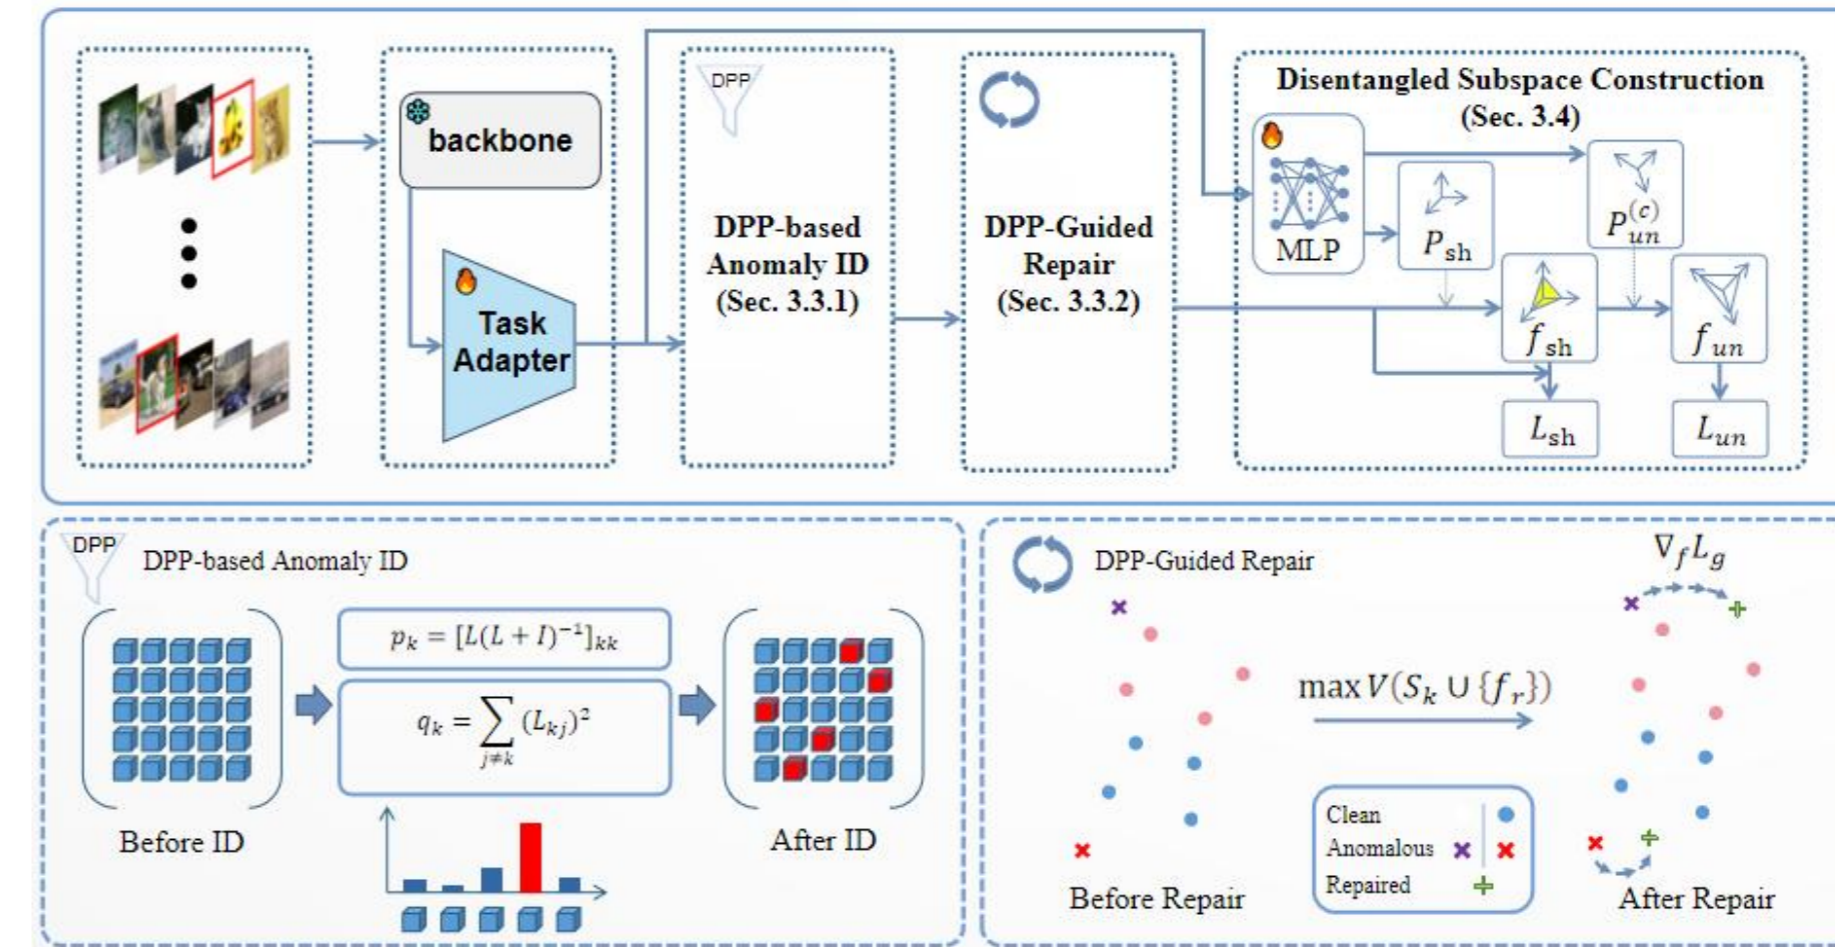 backbone
Task
Adapter
DPP
DPP-based
Anomaly ID
(Sec. 3.3.1)
DPP-Guided
Repair
(Sec. 3.3.2)
Disentangled Subspace Construction
(Sec. 3.4)
MLP
P_sh
P_un^(c)
f_sh
f_un
L_sh
L_un
DPP
DPP-based Anomaly ID
p_k = [L(L + I)^−1]_kk
q_k = ∑_{j≠k} (L_kj)^2
Before ID
After ID
DPP-Guided Repair
∇_f L_g
max V(S_k ∪ {f_r})
Clean
Anomalous
Repaired
Before Repair
After Repair